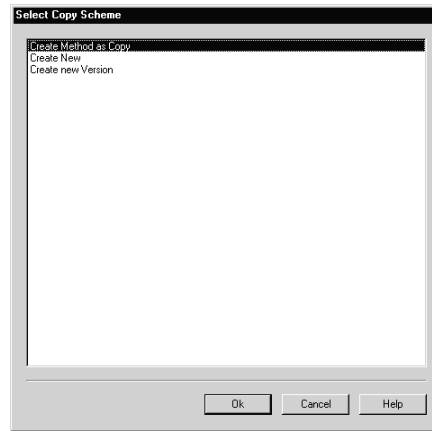 Select Copy Scheme
Create Method as Copy
Create New
Create new Version
Ok
Cancel
Help